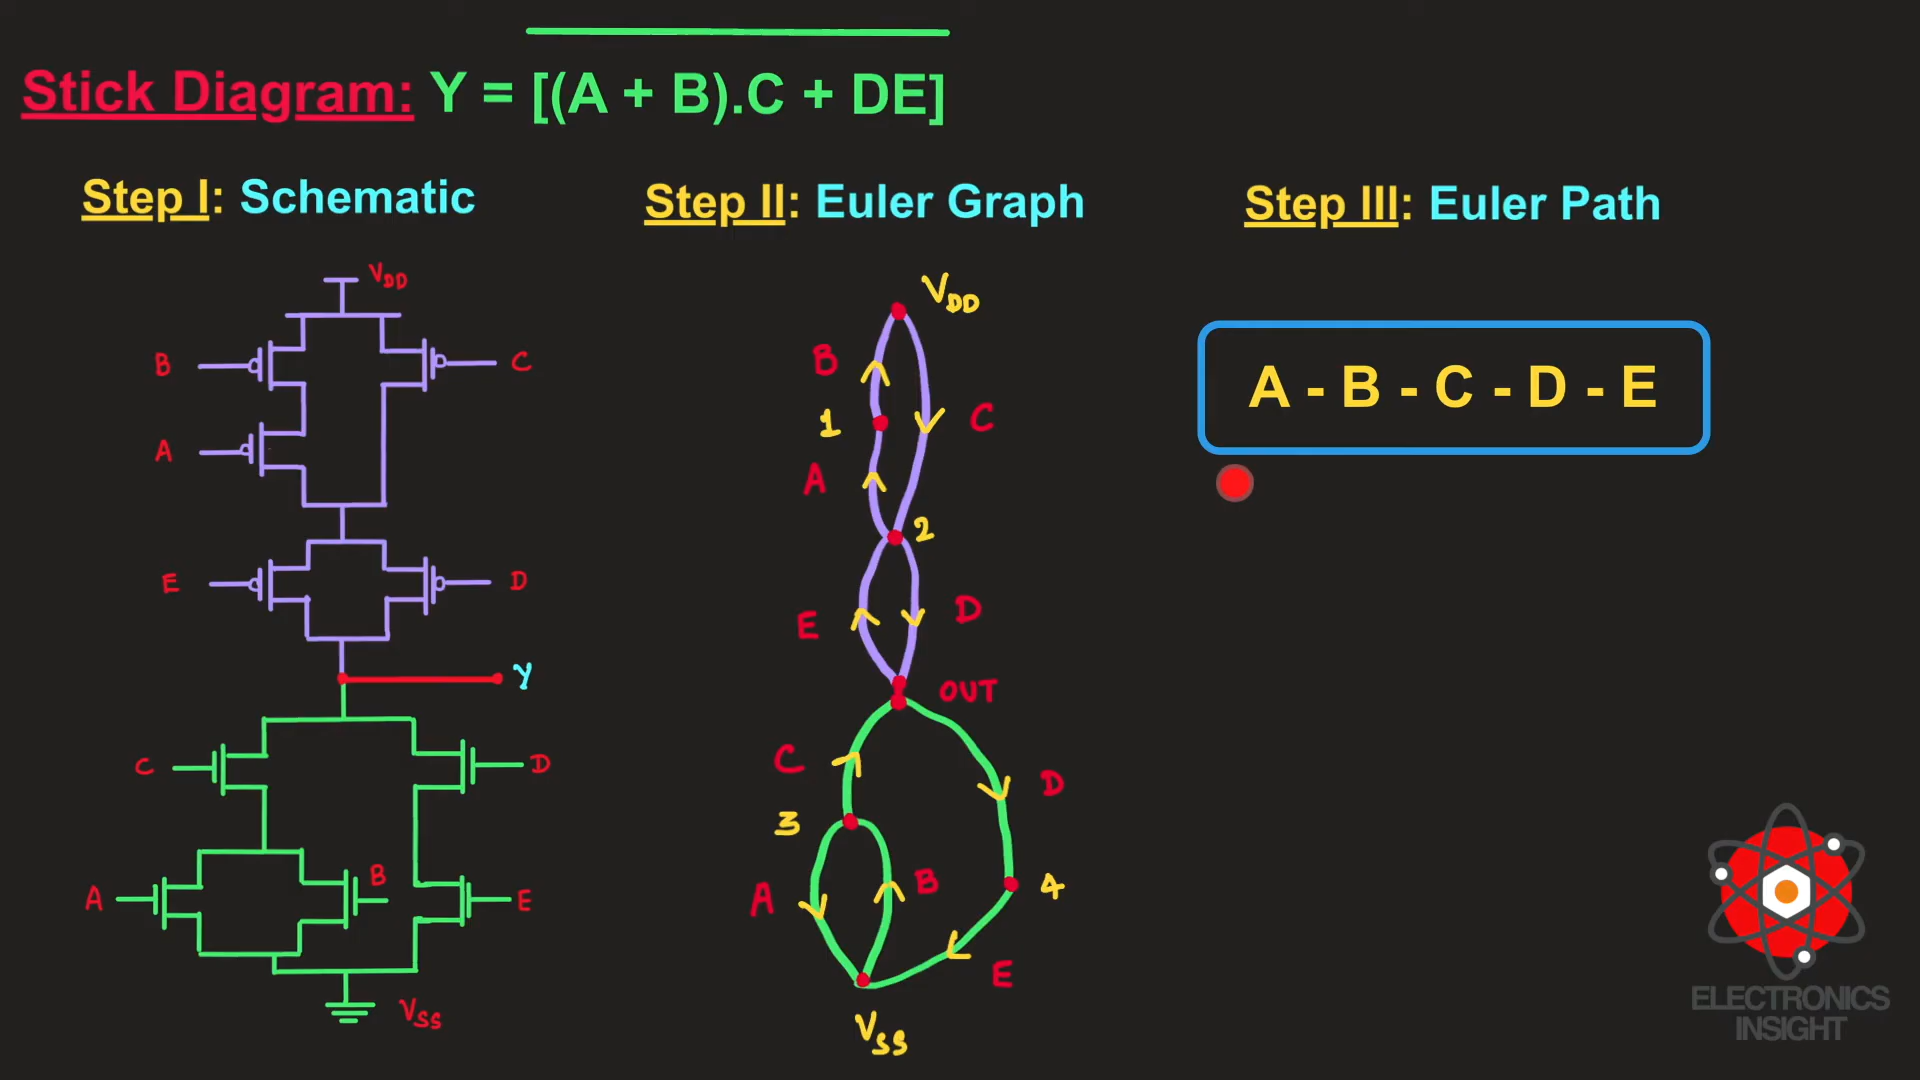 Stick Diagram: Y = [(A + B).C + DE]
Step I: Schematic
Step II: Euler Graph
Step III: Euler Path
VDD
B
C
A
E
D
Y
C
D
A
B
E
VSS
VDD
B
1
C
A
2
E
D
OUT
C
D
3
A
B
4
E
VSS
A - B - C - D - E
ELECTRONICS
INSIGHT